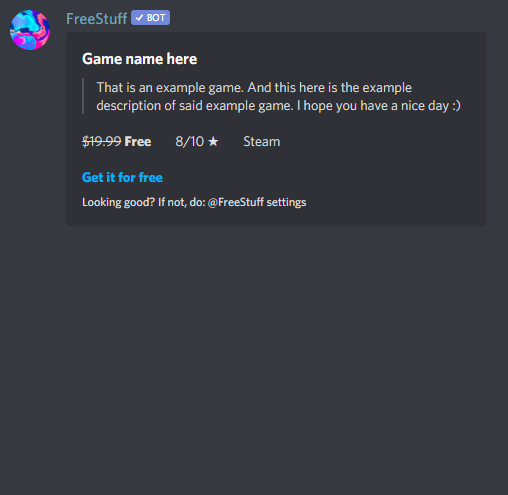 FreeStuff BOT
Game name here
That is an example game. And this here is the example
description of said example game. I hope you have a nice day :)
$19.99 Free 8/10 ★ Steam
Get it for free
Looking good? If not, do: @FreeStuff settings